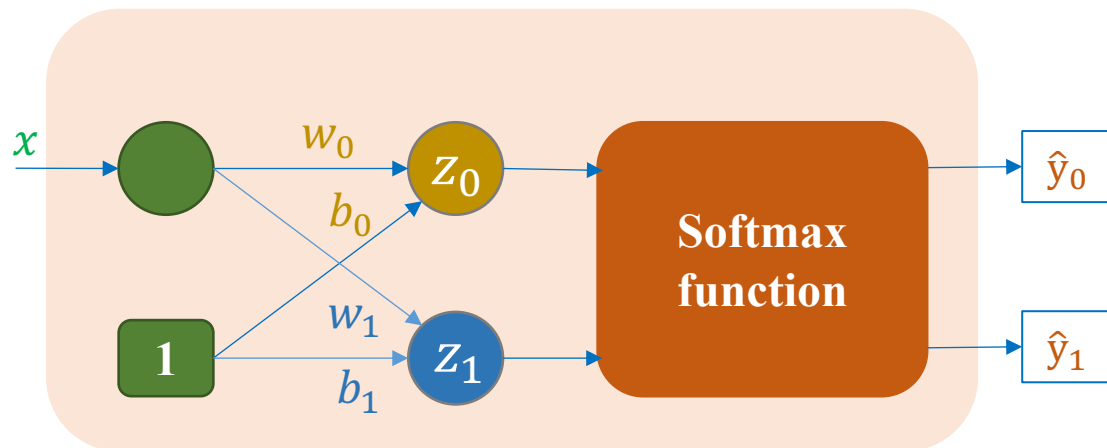 x
w₀
z₀
ŷ₀
b₀
Softmax
function
1
w₁
z₁
ŷ₁
b₁